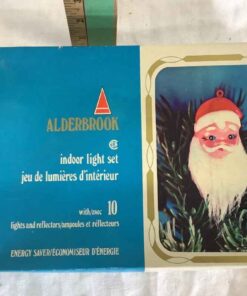 ALDERBROOK
indoor light set
jeu de lumières d'intérieur
with/avec 10
lights and reflectors/ampoules et réflecteurs
ENERGY SAVER/ÉCONOMISEUR D'ÉNERGIE